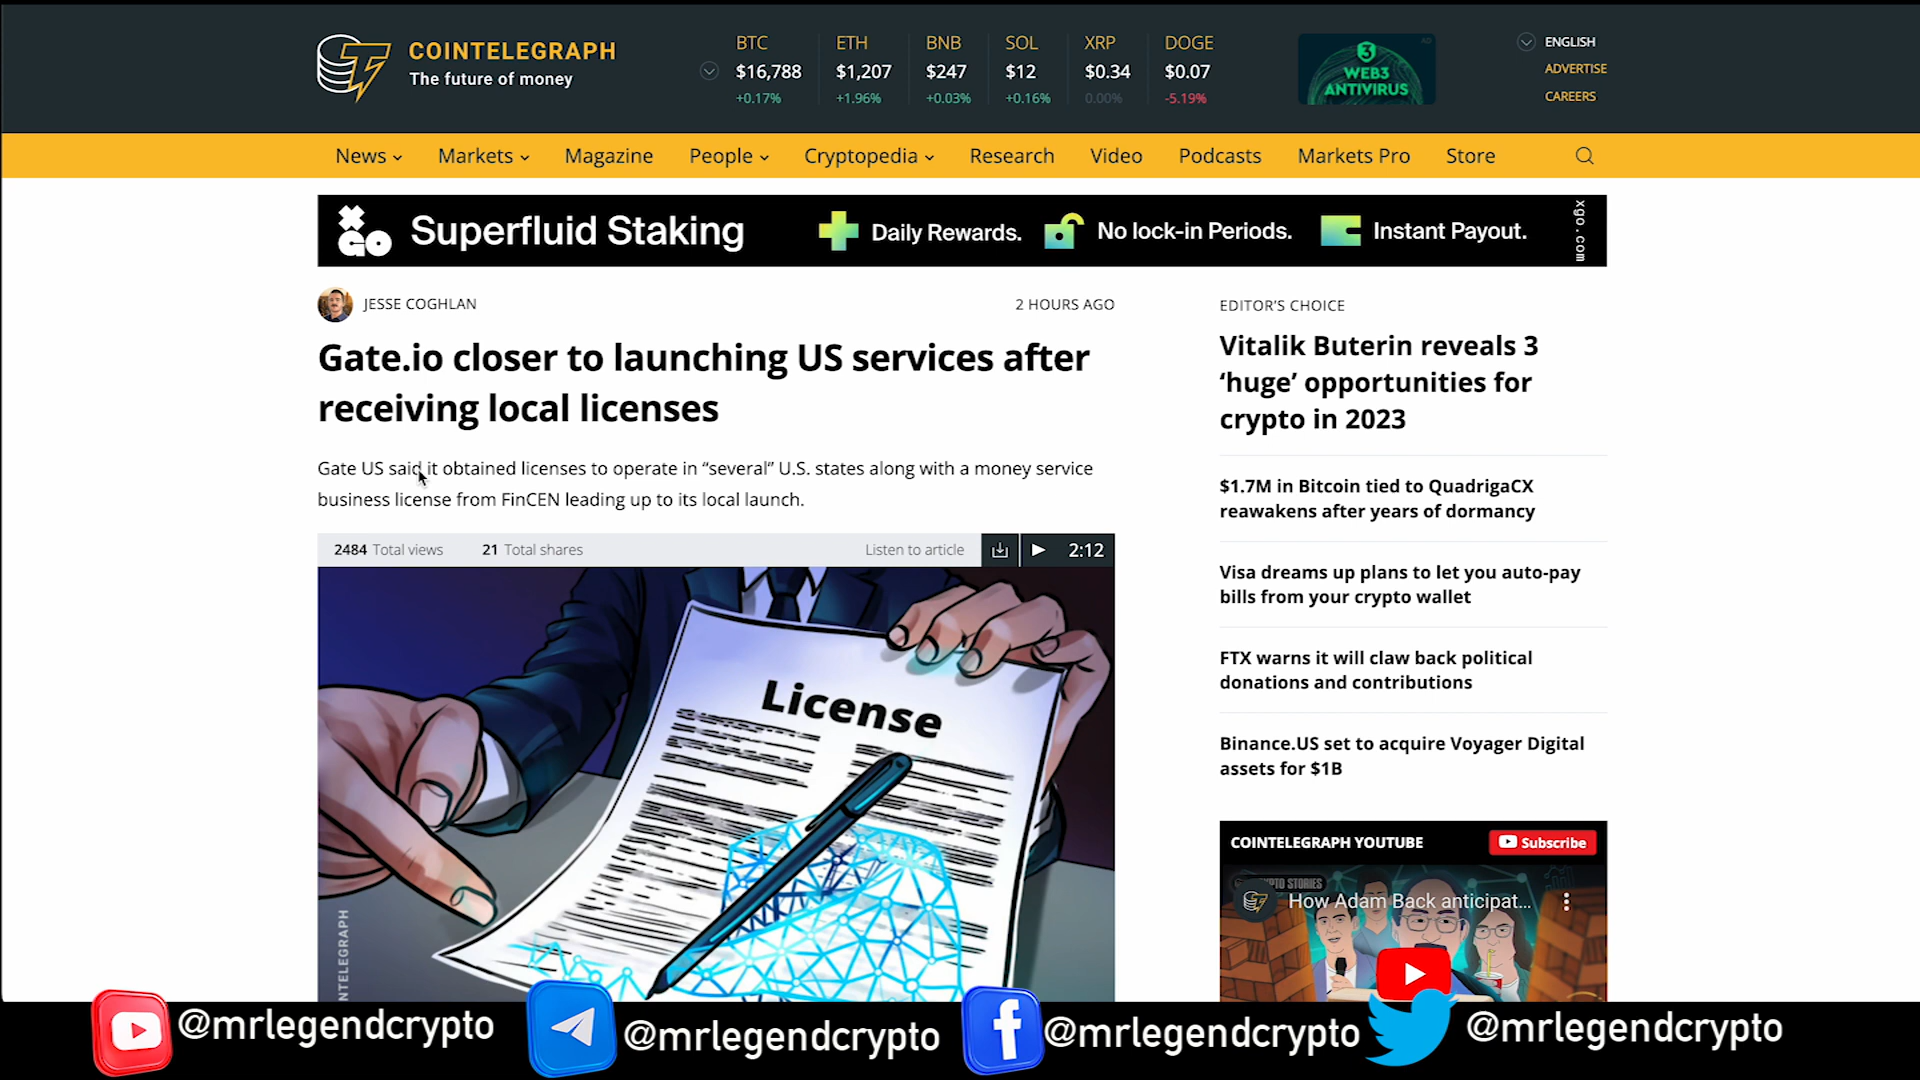 COINTELEGRAPH
The future of money
BTC
$16,788
+0.17%
ETH
$1,207
+1.96%
BNB
$247
+0.03%
SOL
$12
+0.16%
XRP
$0.34
0.00%
DOGE
$0.07
-5.19%
3
WEB3
ANTIVIRUS
AD
ENGLISH
ADVERTISE
CAREERS
News Markets Magazine People Cryptopedia Research Video Podcasts Markets Pro Store
XGO Superfluid Staking Daily Rewards. No lock-in Periods. Instant Payout. xgo.com
JESSE COGHLAN
2 HOURS AGO
Gate.io closer to launching US services after
receiving local licenses
Gate US said it obtained licenses to operate in “several” U.S. states along with a money service
business license from FinCEN leading up to its local launch.
2484 Total views 21 Total shares Listen to article 2:12
License
NTELEGRAPH
EDITOR’S CHOICE
Vitalik Buterin reveals 3
‘huge’ opportunities for
crypto in 2023
$1.7M in Bitcoin tied to QuadrigaCX
reawakens after years of dormancy
Visa dreams up plans to let you auto-pay
bills from your crypto wallet
FTX warns it will claw back political
donations and contributions
Binance.US set to acquire Voyager Digital
assets for $1B
COINTELEGRAPH YOUTUBE Subscribe
PTO STORIES
How Adam Back anticipat...
@mrlegendcrypto @mrlegendcrypto @mrlegendcrypto @mrlegendcrypto